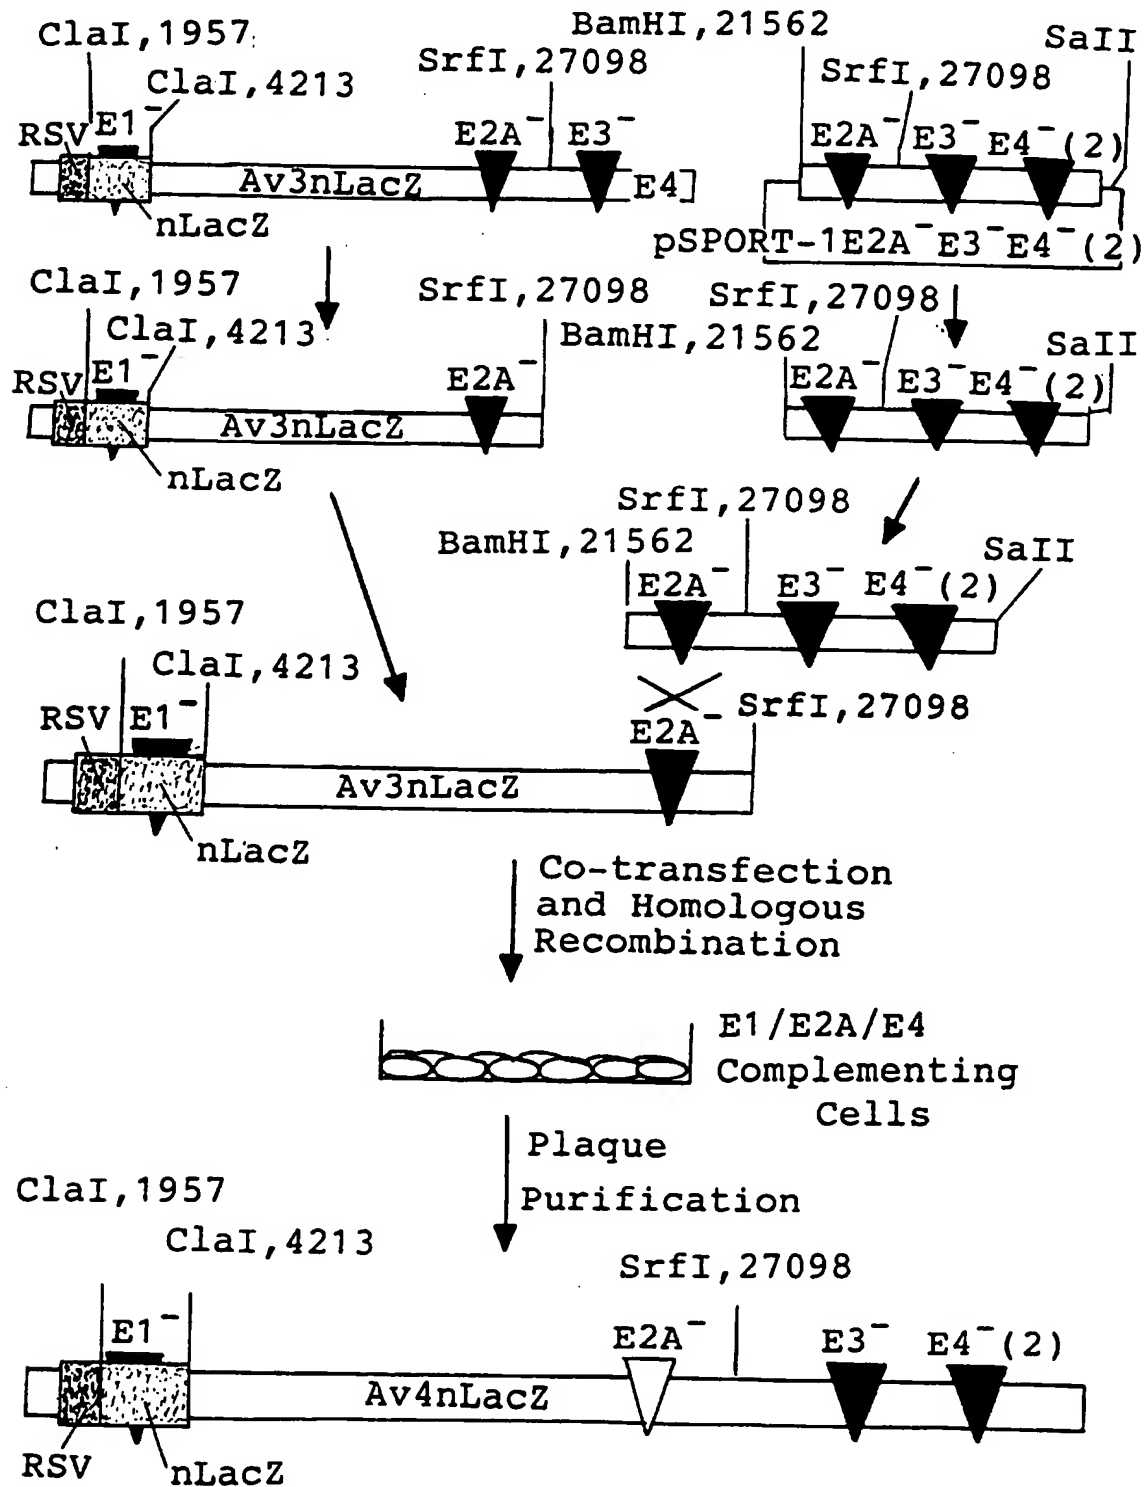 ClaI,1957
ClaI,4213
RSV
E1⁻
nLacZ
Av3nLacZ
SrfI,27098
E2A⁻
E3⁻
E4
BamHI,21562
SaII
SrfI,27098
E2A⁻
E3⁻
E4⁻(2)
pSPORT-1E2A⁻E3⁻E4⁻(2)
ClaI,1957
ClaI,4213
RSV
E1⁻
nLacZ
Av3nLacZ
SrfI,27098
E2A⁻
SrfI,27098
BamHI,21562
SaII
E2A⁻
E3⁻
E4⁻(2)
SrfI,27098
BamHI,21562
SaII
E2A⁻
E3⁻
E4⁻(2)
ClaI,1957
ClaI,4213
RSV
E1⁻
nLacZ
Av3nLacZ
E2A⁻
SrfI,27098
Co-transfection
and Homologous
Recombination
E1/E2A/E4
Complementing
Cells
Plaque
Purification
ClaI,1957
ClaI,4213
SrfI,27098
E1⁻
E2A⁻
E3⁻
E4⁻(2)
Av4nLacZ
RSV
nLacZ